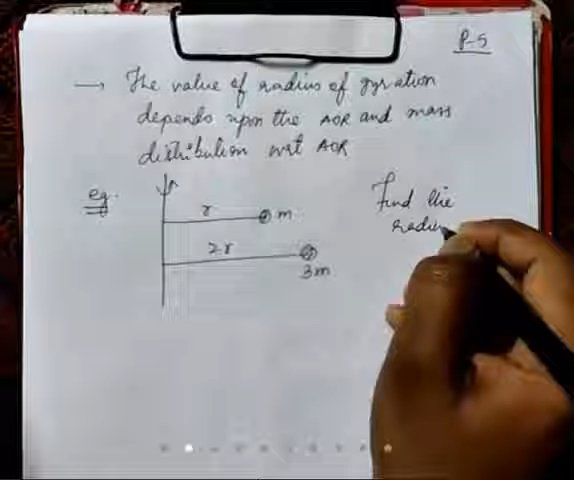 P-5
→ The value of radius of gyration
depends upon the AOR and mass
distribution wrt AOR
eg.
r
m
2r
3m
Find the
radiu